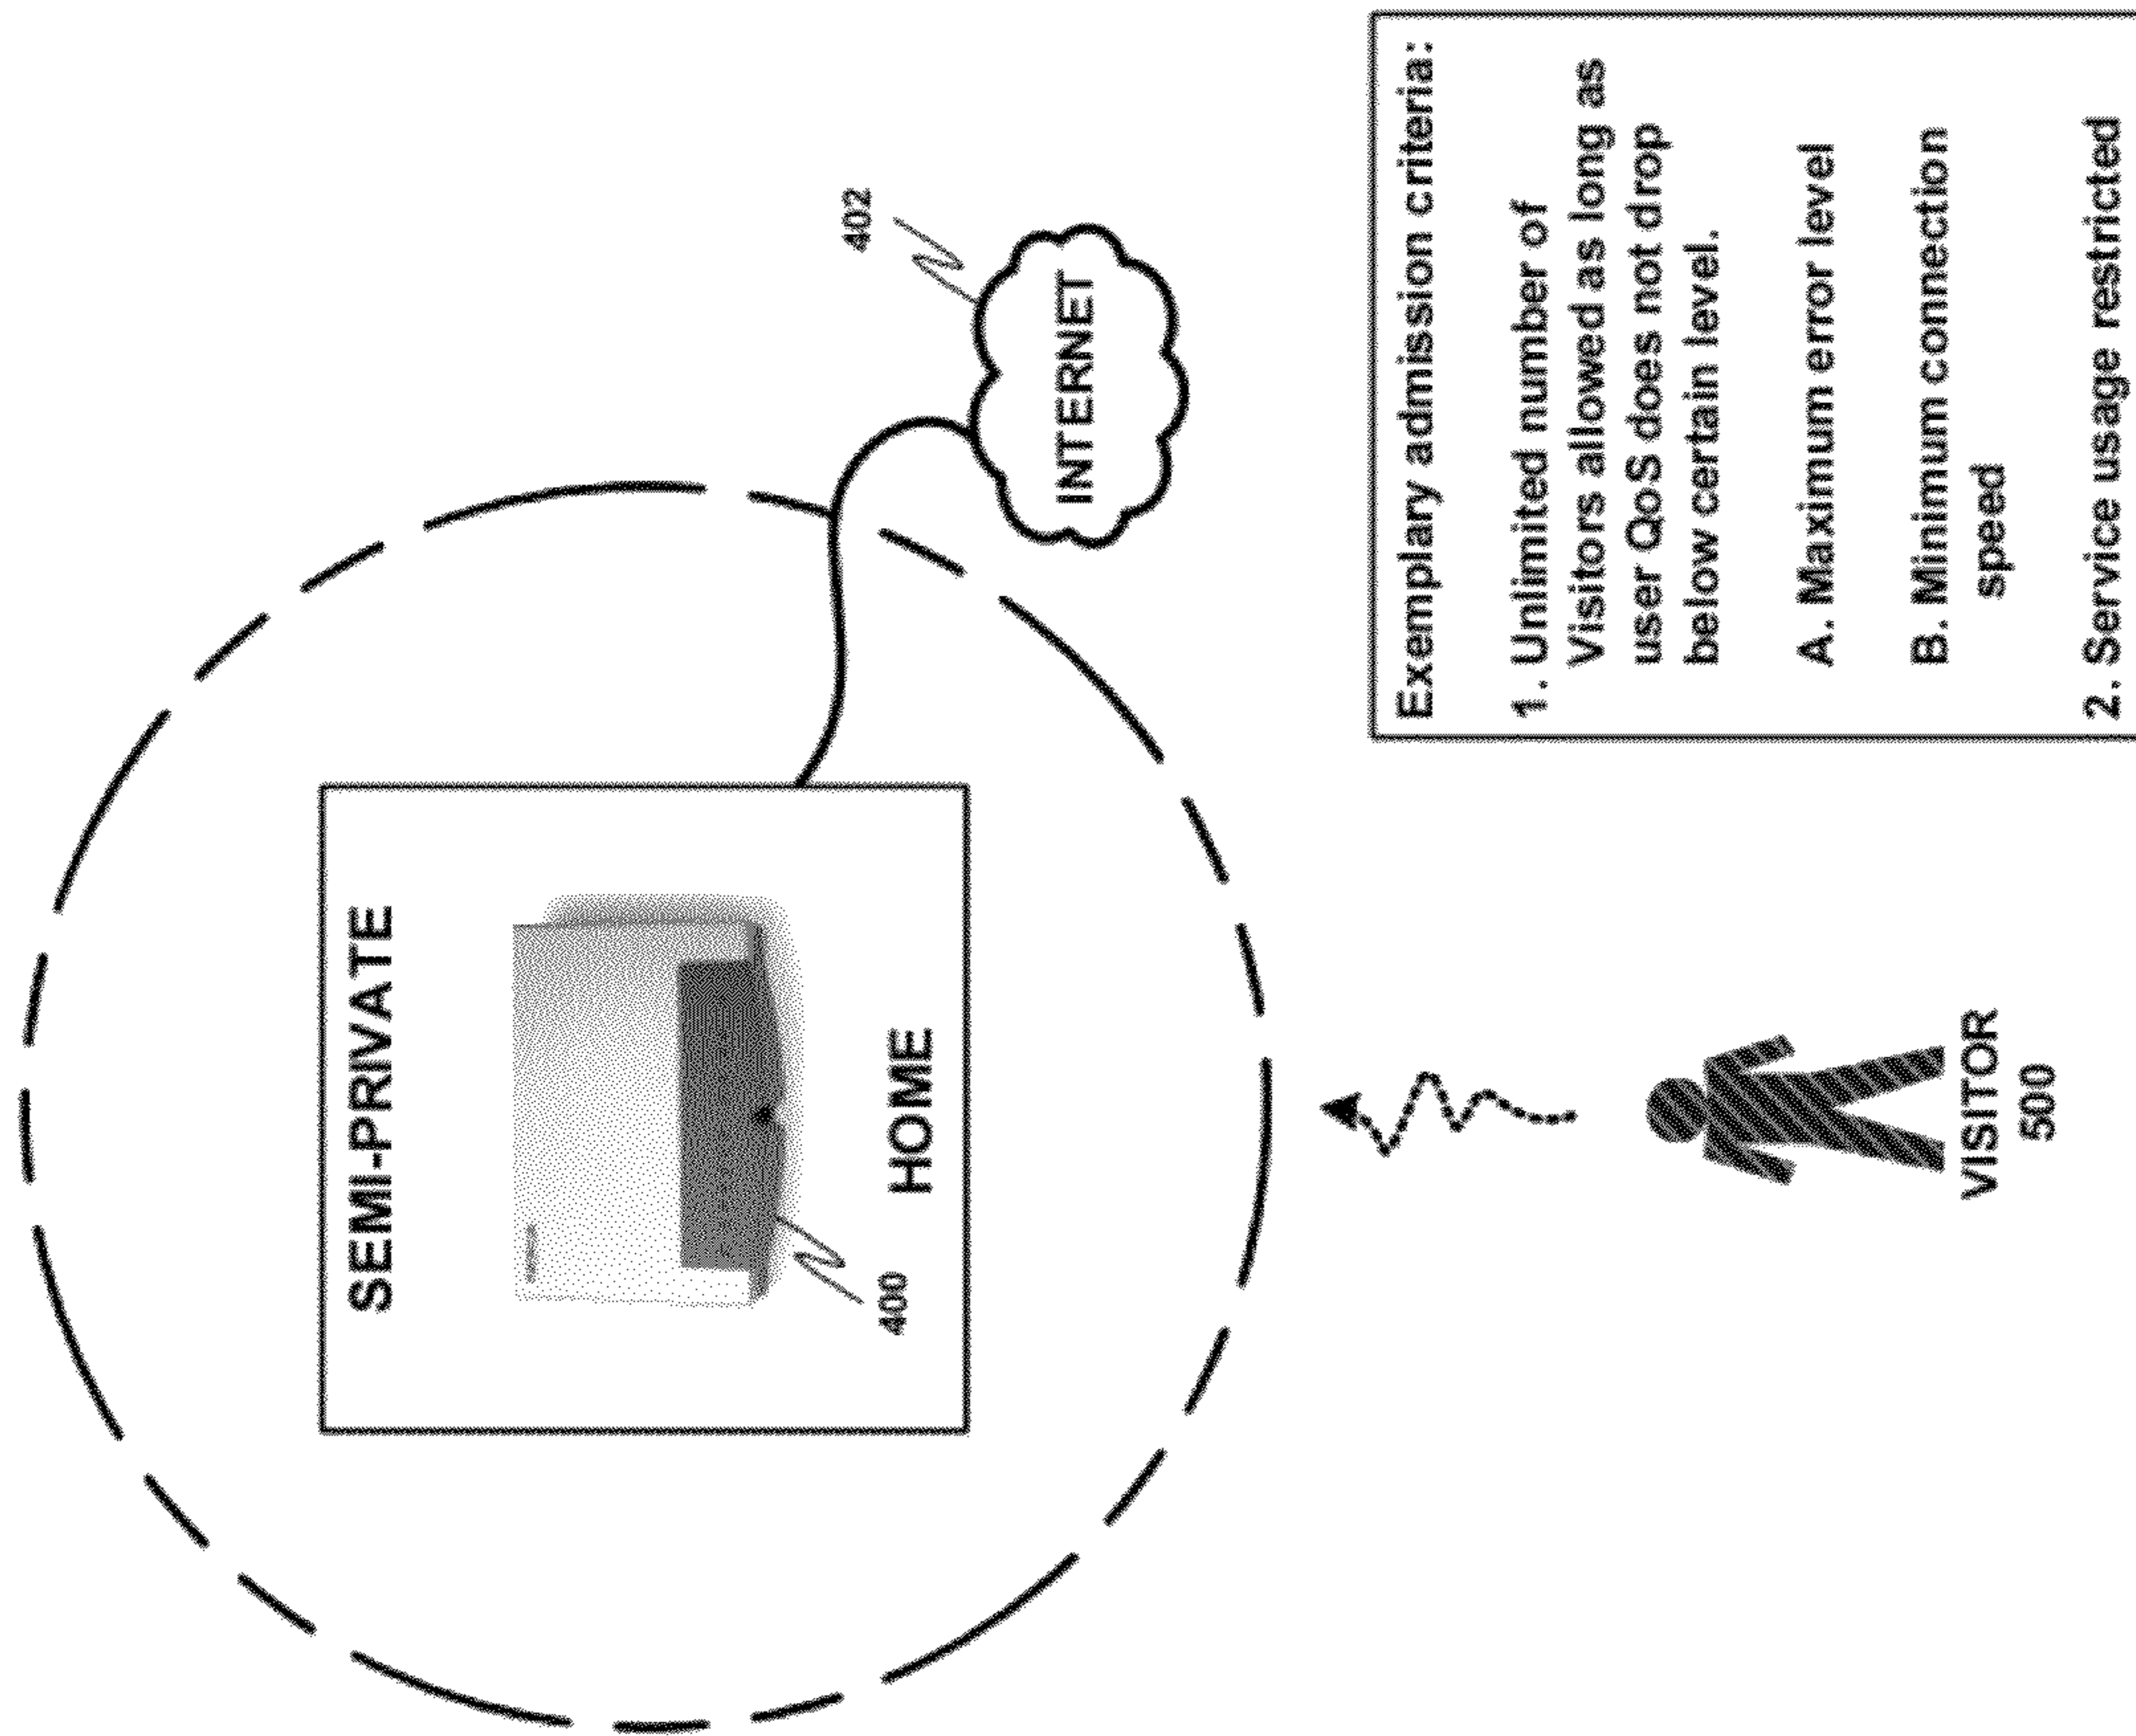 SEMI-PRIVATE
400
HOME
402
INTERNET
VISITOR
500
Exemplary admission criteria:
1. Unlimited number of
Visitors allowed as long as
user QoS does not drop
below certain level.
A. Maximum error level
B. Minimum connection
speed
2. Service usage restricted